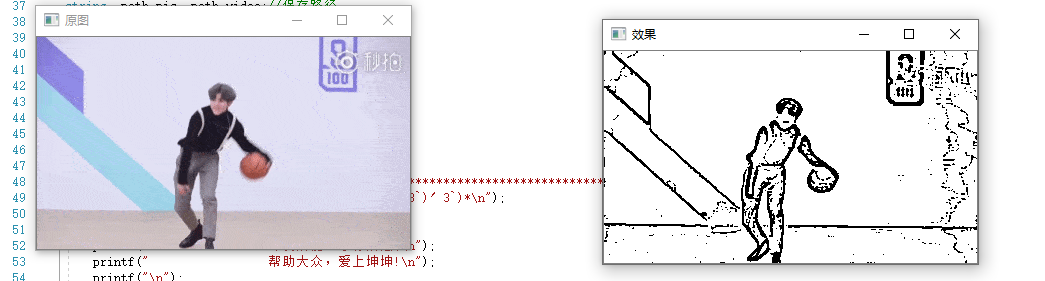 37
38 string path_pic, path_video;//保存路径
原图
效果
39
40
41
42
43
44
45
46
47
48 ******************************
49 3`)′ 3`)*\n");
50
51
52 printf(" \n");
53 printf(" 帮助大众，爱上坤坤!\n");
54 printf("\n");
秒拍
100